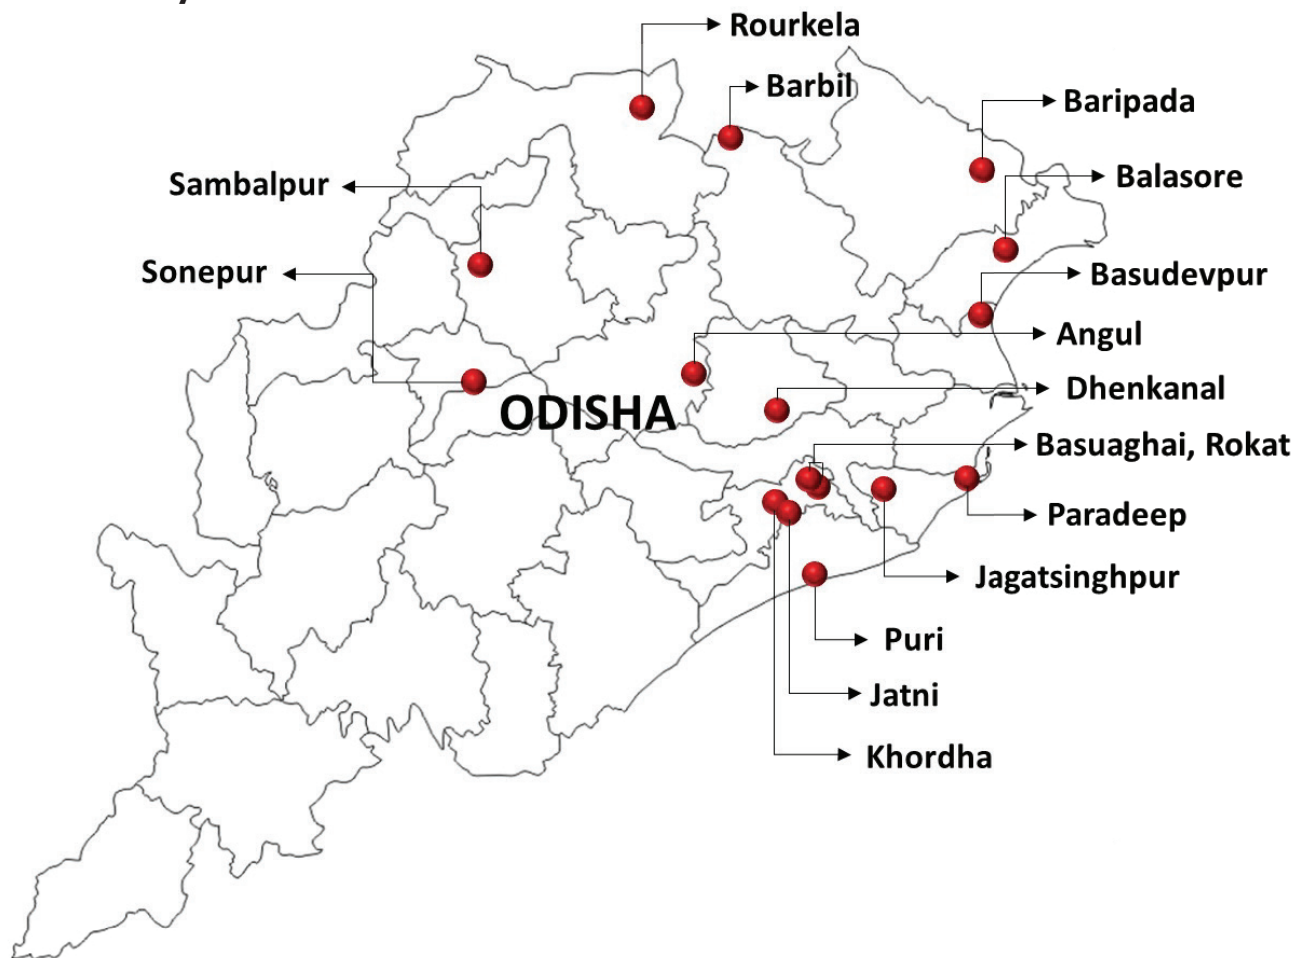 Rourkela
Barbil
Baripada
Sambalpur
Balasore
Sonepur
Basudevpur
Angul
Dhenkanal
ODISHA
Basuaghai, Rokat
Paradeep
Jagatsinghpur
Puri
Jatni
Khordha